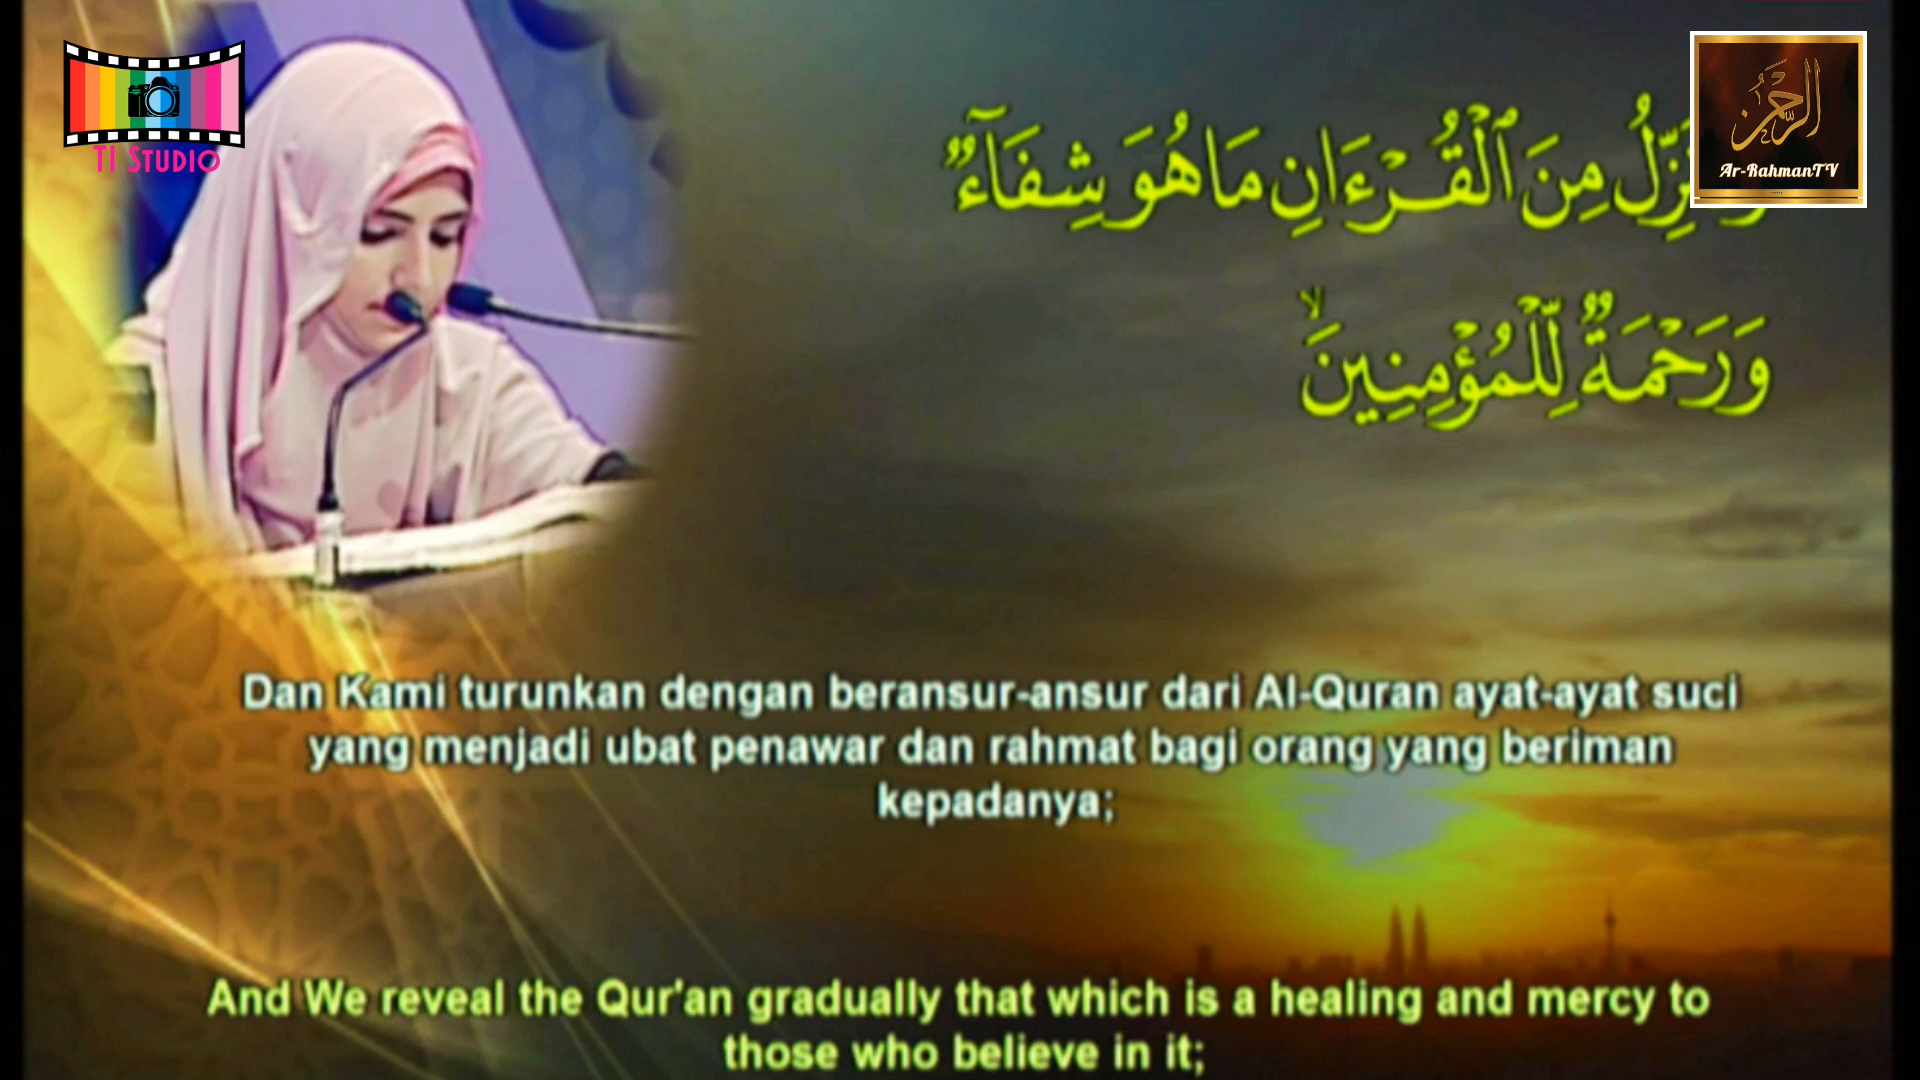 TI STUDIO
الرحمن
Ar-RahmanTV
نَزِّلُ مِنَ ٱلْقُرْءَانِ مَا هُوَ شِفَآءٌ
وَرَحْمَةٌ لِّلْمُؤْمِنِينَ ۙ
Dan Kami turunkan dengan beransur-ansur dari Al-Quran ayat-ayat suci
yang menjadi ubat penawar dan rahmat bagi orang yang beriman
kepadanya;
And We reveal the Qur'an gradually that which is a healing and mercy to
those who believe in it;